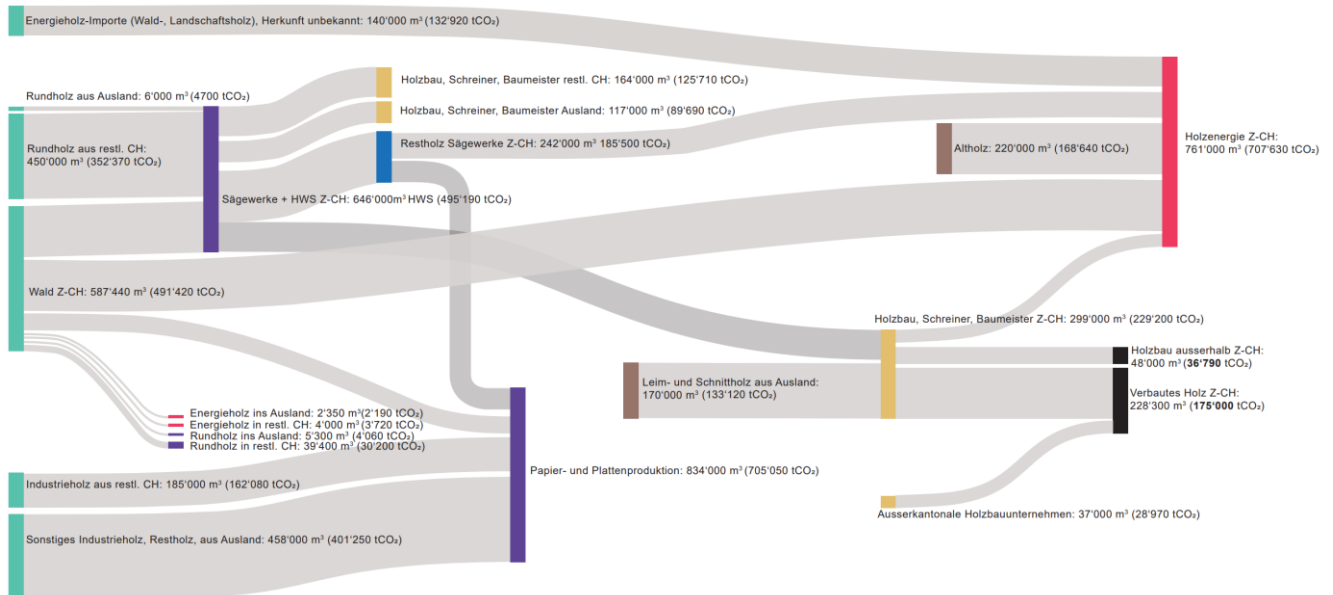 Energieholz-Importe (Wald-, Landschaftsholz), Herkunft unbekannt: 140'000 m³ (132'920 tCO₂)
Rundholz aus Ausland: 6'000 m³ (4700 tCO₂)
Holzbau, Schreiner, Baumeister restl. CH: 164'000 m³ (125'710 tCO₂)
Holzbau, Schreiner, Baumeister Ausland: 117'000 m³ (89'690 tCO₂)
Rundholz aus restl. CH:
450'000 m³ (352'370 tCO₂)
Restholz Sägewerke Z-CH: 242'000 m³ 185'500 tCO₂)
Altholz: 220'000 m³ (168'640 tCO₂)
Holzenergie Z-CH:
761'000 m³ (707'630 tCO₂)
Sägewerke + HWS Z-CH: 646'000m³ HWS (495'190 tCO₂)
Wald Z-CH: 587'440 m³ (491'420 tCO₂)
Holzbau, Schreiner, Baumeister Z-CH: 299'000 m³ (229'200 tCO₂)
Holzbau ausserhalb Z-CH:
48'000 m³ (36'790 tCO₂)
Leim- und Schnittholz aus Ausland:
170'000 m³ (133'120 tCO₂)
Verbautes Holz Z-CH:
228'300 m³ (175'000 tCO₂)
Energieholz ins Ausland: 2'350 m³(2'190 tCO₂)
Energieholz in restl. CH: 4'000 m³ (3'720 tCO₂)
Rundholz ins Ausland: 5'300 m³ (4'060 tCO₂)
Rundholz in restl. CH: 39'400 m³ (30'200 tCO₂)
Papier- und Plattenproduktion: 834'000 m³ (705'050 tCO₂)
Industrieholz aus restl. CH: 185'000 m³ (162'080 tCO₂)
Ausserkantonale Holzbauunternehmen: 37'000 m³ (28'970 tCO₂)
Sonstiges Industrieholz, Restholz, aus Ausland: 458'000 m³ (401'250 tCO₂)